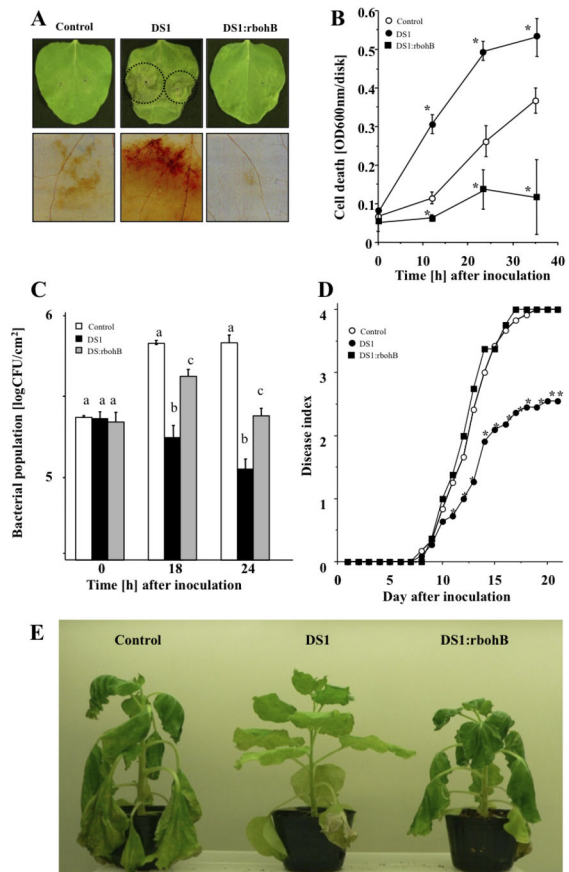 A
Control
DS1
DS1:rbohB
B
Control
DS1
DS1:rbohB
Cell death [OD600nm/disk]
0.6
0.5
0.4
0.3
0.2
0.1
0
* * *
* * *
0 10 20 30 40
Time [h] after inoculation
C
Control
DS1
DS:rbohB
Bacterial population [logCFU/cm2]
6
5
a a a
a b c
a b c
0 18 24
Time [h] after inoculation
D
Control
DS1
DS1:rbohB
Disease index
4
3
2
1
0
0 5 10 15 20
Day after inoculation
E
Control
DS1
DS1:rbohB